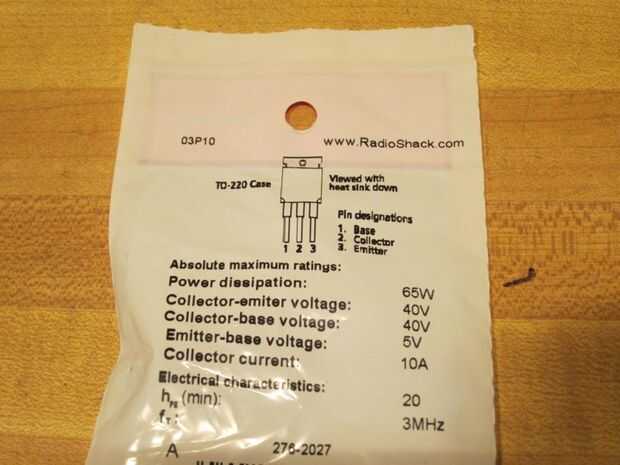 03P10 www.RadioShack.com
TO-220 Case
Viewed with
heat sink down
Pin designations
1. Base
2. Collector
3. Emitter
1 2 3
Absolute maximum ratings:
Power dissipation: 65W
Collector-emiter voltage: 40V
Collector-base voltage: 40V
Emitter-base voltage: 5V
Collector current: 10A
Electrical characteristics:
hFE (min): 20
fT: 3MHz
A 276-2027